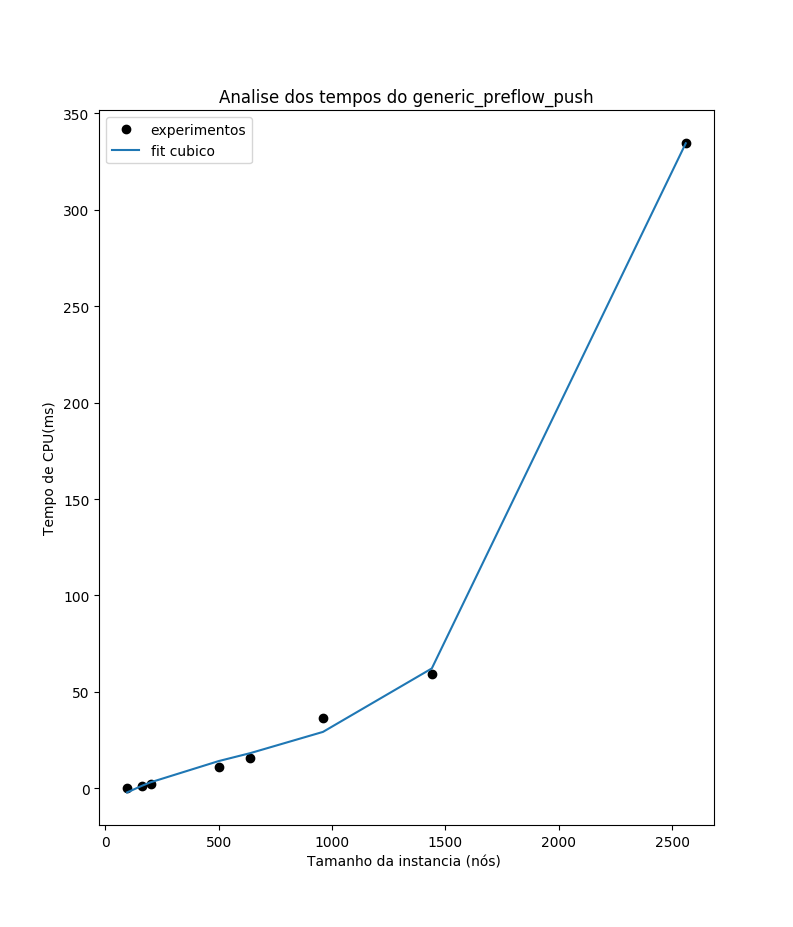 Analise dos tempos do generic_preflow_push
experimentos
fit cubico
350
300
250
200
150
100
50
0
Tempo de CPU(ms)
0 500 1000 1500 2000 2500
Tamanho da instancia (nós)